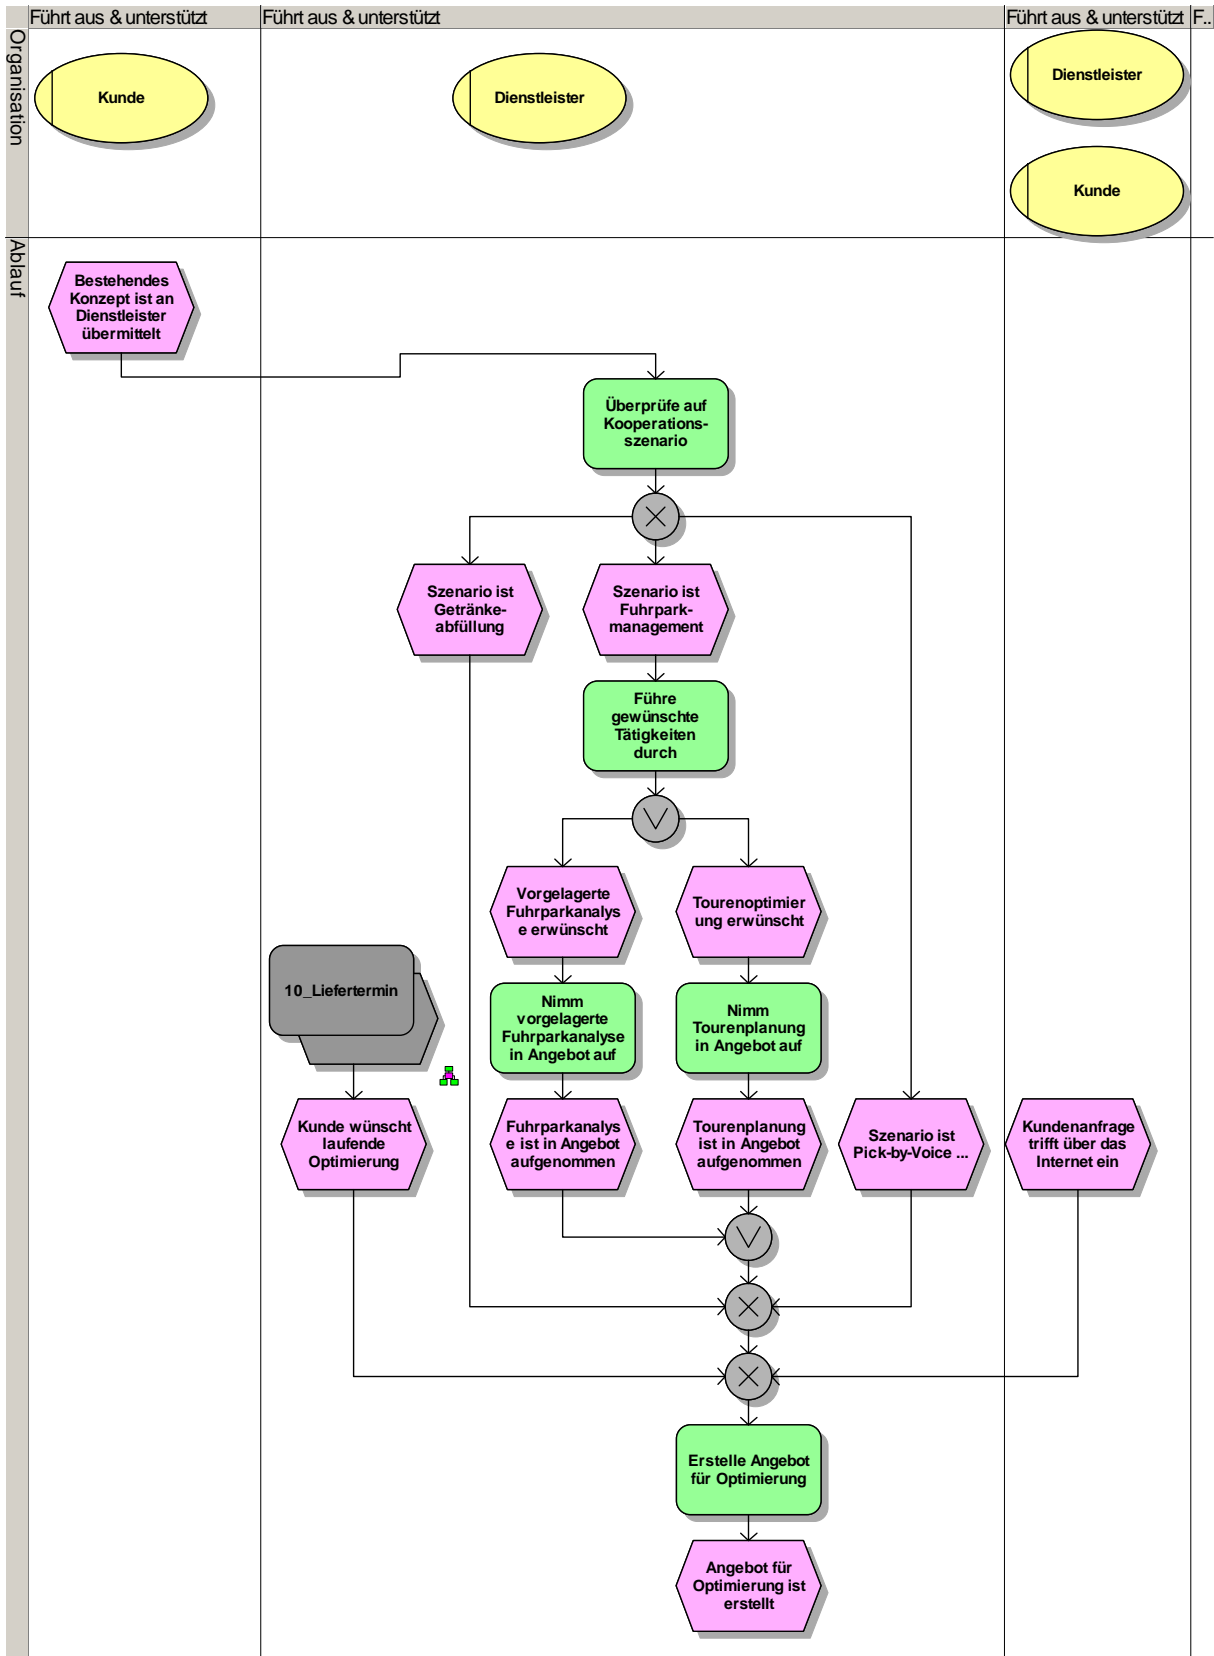 Führt aus & unterstützt
Führt aus & unterstützt
Führt aus & unterstützt
F..
Organisation
Kunde
Dienstleister
Dienstleister
Kunde
Ablauf
Bestehendes
Konzept ist an
Dienstleister
übermittelt
Überprüfe auf
Kooperations-
szenario
Szenario ist
Getränke-
abfüllung
Szenario ist
Fuhrpark-
management
Führe
gewünschte
Tätigkeiten
durch
Vorgelagerte
Fuhrparkanalys
e erwünscht
Tourenoptimier
ung erwünscht
10_Liefertermin
Nimm
vorgelagerte
Fuhrparkanalyse
in Angebot auf
Nimm
Tourenplanung
in Angebot auf
Kunde wünscht
laufende
Optimierung
Fuhrparkanalys
e ist in Angebot
aufgenommen
Tourenplanung
ist in Angebot
aufgenommen
Szenario ist
Pick-by-Voice ...
Kundenanfrage
trifft über das
Internet ein
Erstelle Angebot
für Optimierung
Angebot für
Optimierung ist
erstellt